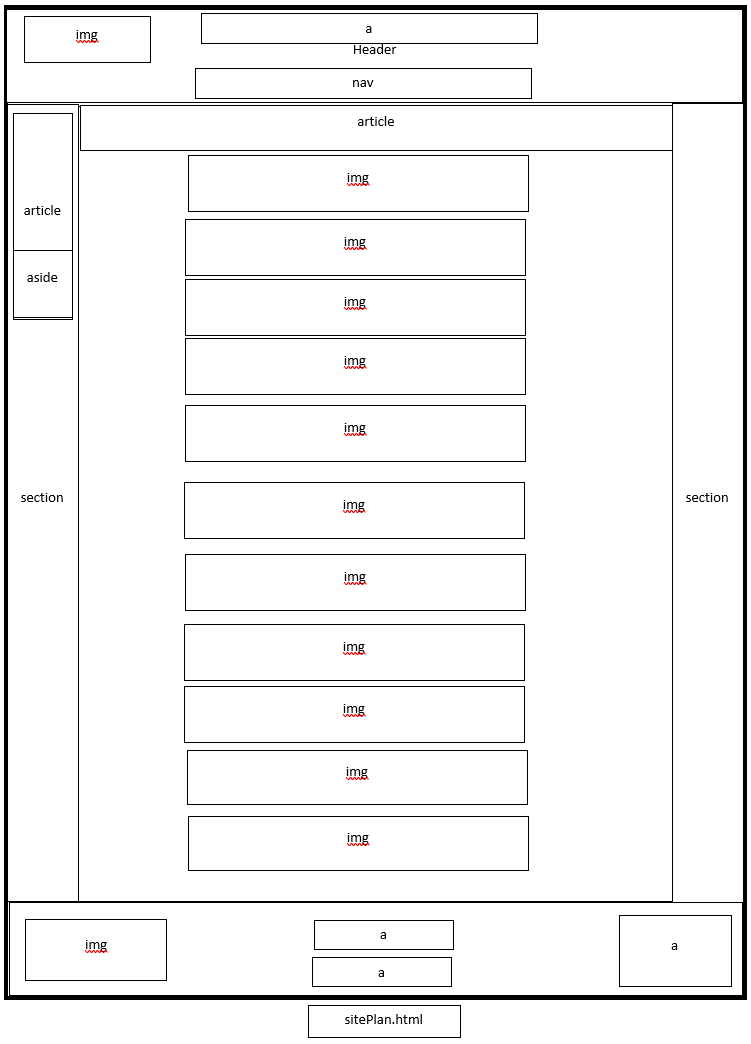 img
a
Header
nav
article
article
aside
img
img
img
img
img
section
section
img
img
img
img
img
img
img
a
a
a
sitePlan.html